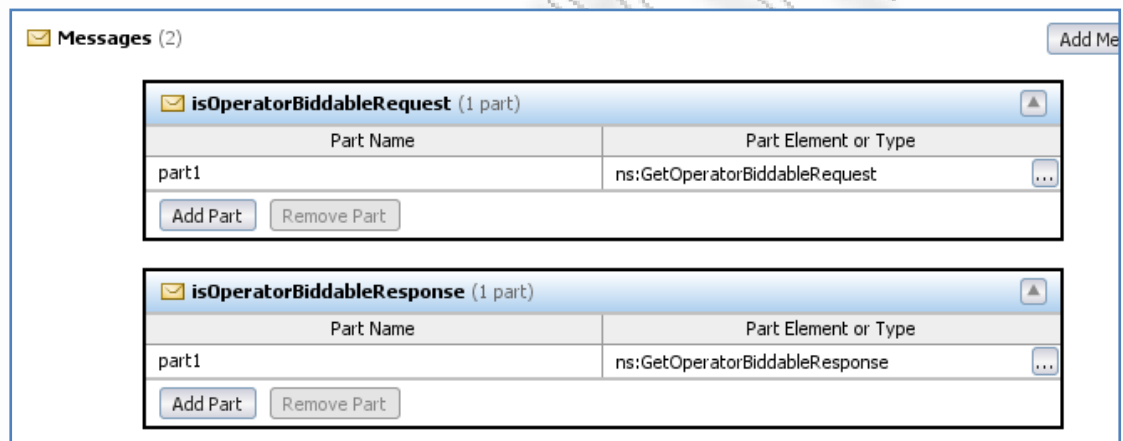 Messages (2)
Add Me
isOperatorBiddableRequest (1 part)
Part Name Part Element or Type
part1 ns:GetOperatorBiddableRequest ...
Add Part Remove Part
isOperatorBiddableResponse (1 part)
Part Name Part Element or Type
part1 ns:GetOperatorBiddableResponse ...
Add Part Remove Part